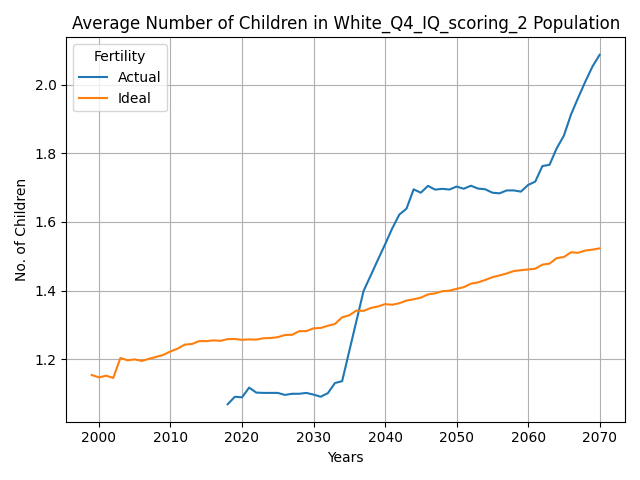 Average Number of Children in White_Q4_IQ_scoring_2 Population
Fertility
Actual
Ideal
No. of Children
2.0
1.8
1.6
1.4
1.2
2000 2010 2020 2030 2040 2050 2060 2070
Years